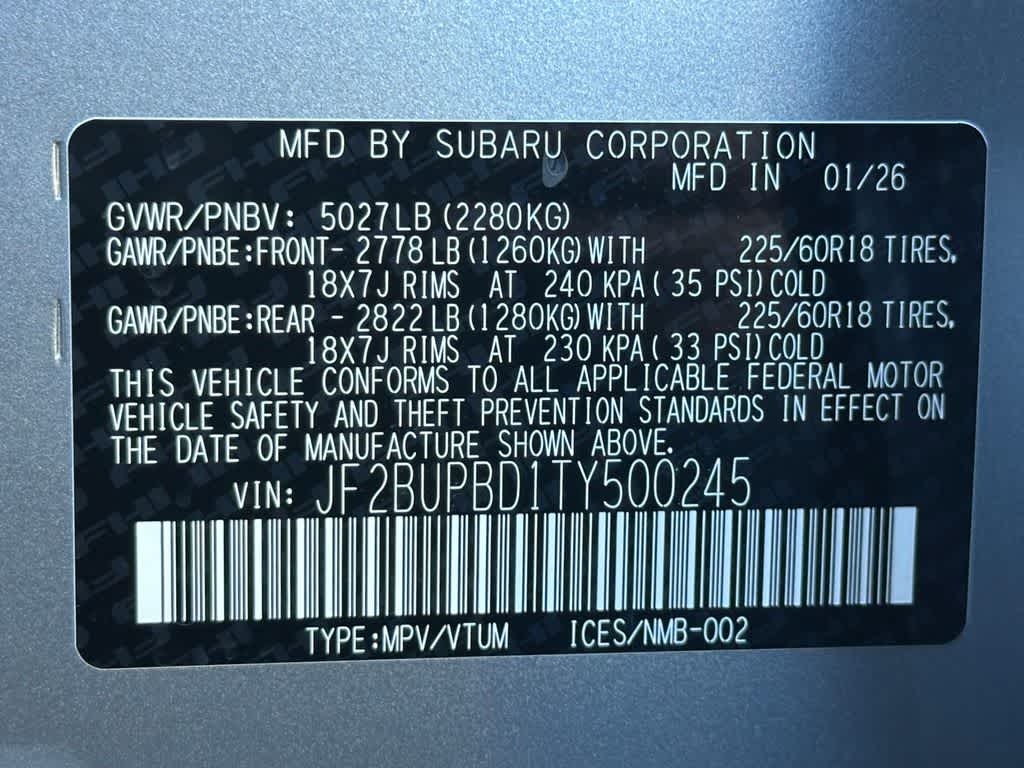 MFD BY SUBARU CORPORATION
MFD IN 01/26
GVWR/PNBV: 5027LB (2280KG)
GAWR/PNBE:FRONT- 2778 LB (1260KG) WITH 225/60R18 TIRES,
18X7J RIMS AT 240 KPA ( 35 PSI) COLD
GAWR/PNBE:REAR - 2822 LB (1280KG) WITH 225/60R18 TIRES,
18X7J RIMS AT 230 KPA ( 33 PSI) COLD
THIS VEHICLE CONFORMS TO ALL APPLICABLE FEDERAL MOTOR
VEHICLE SAFETY AND THEFT PREVENTION STANDARDS IN EFFECT ON
THE DATE OF MANUFACTURE SHOWN ABOVE.
VIN: JF2BUPBD1TY500245
TYPE:MPV/VTUM ICES/NMB-002